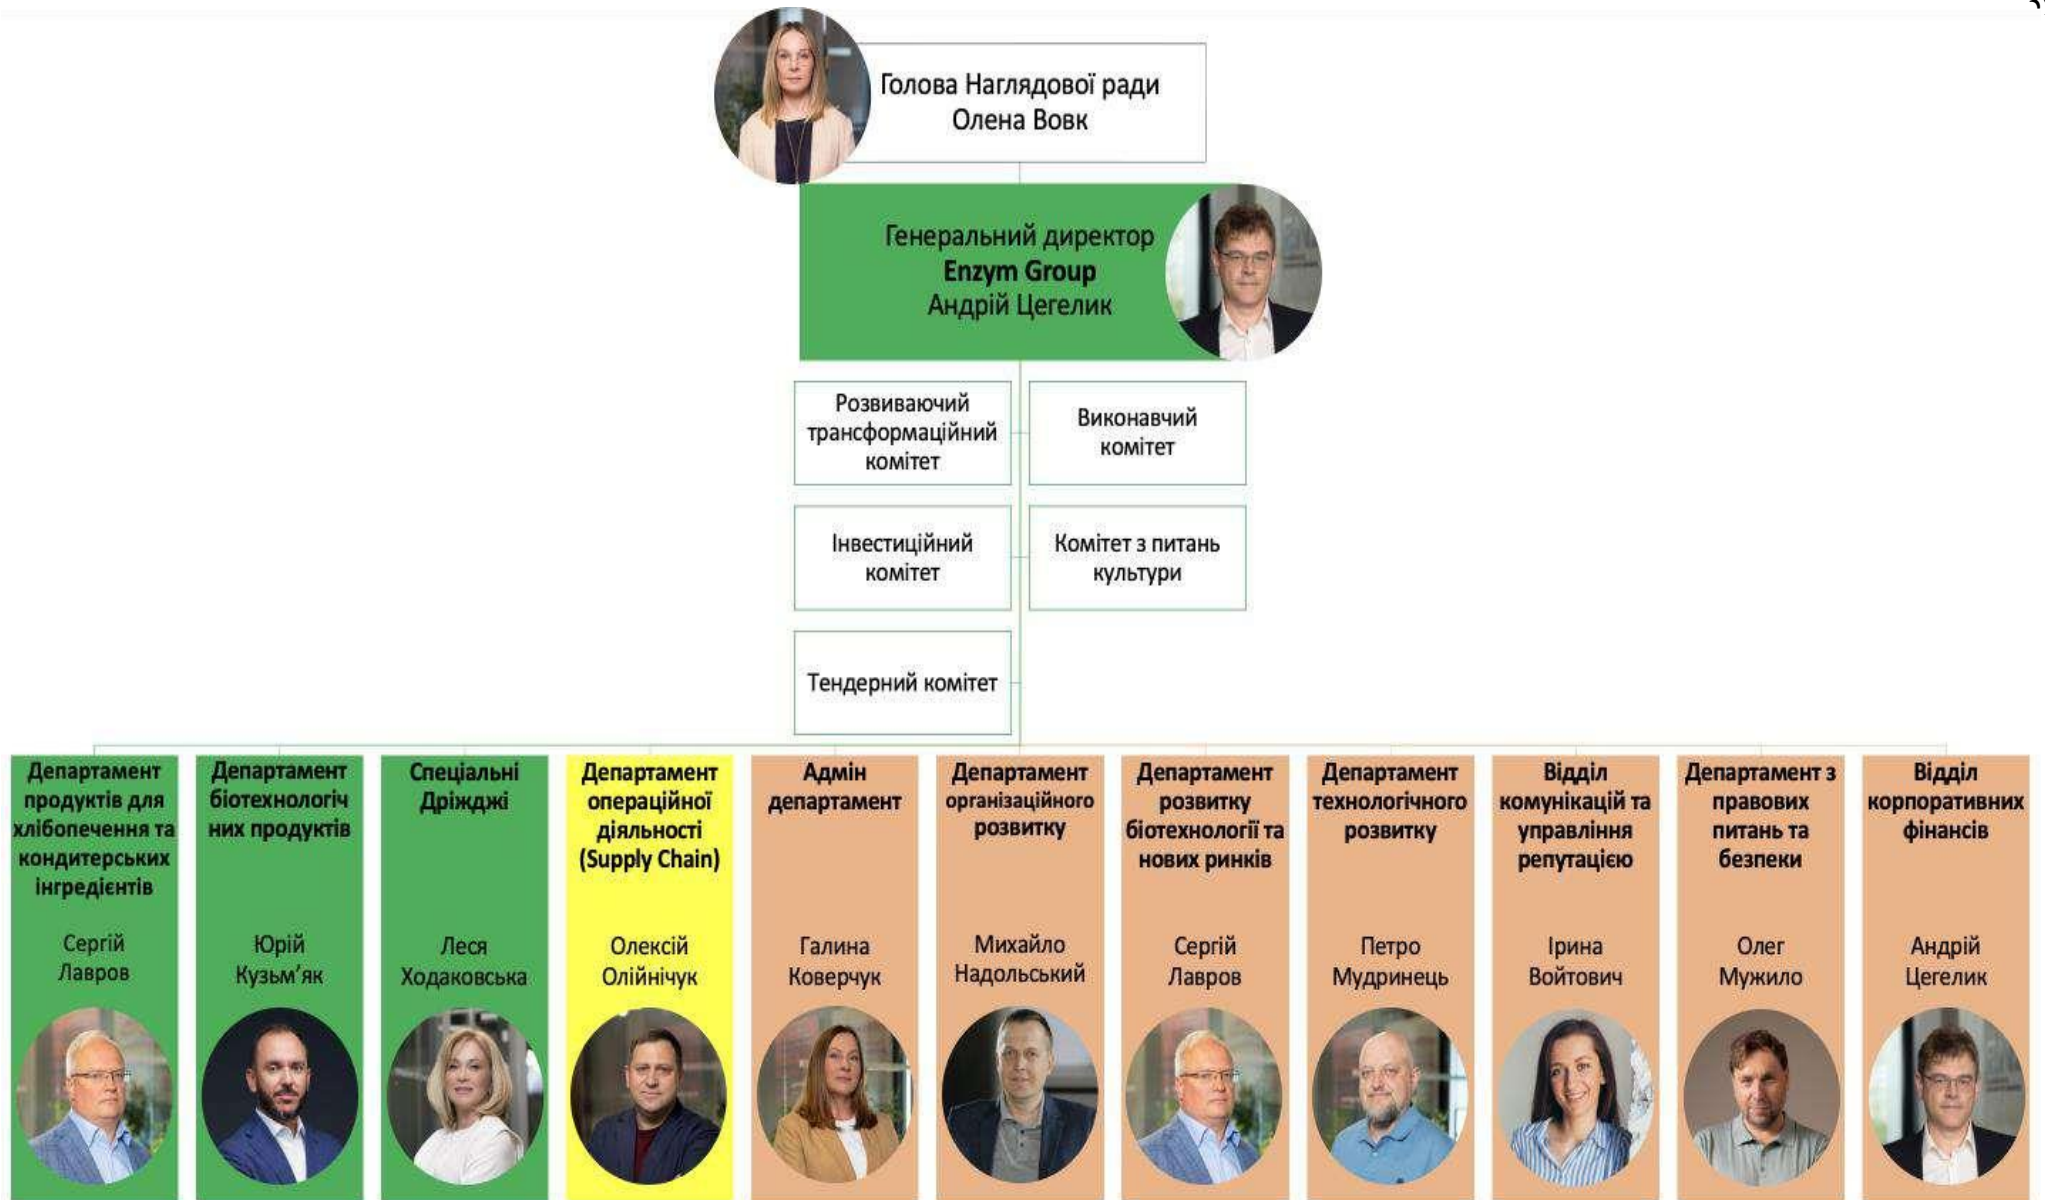 Голова Наглядової ради
Олена Вовк
Генеральний директор
Enzym Group
Андрій Цегелик
Розвиваючий
трансформаційний
комітет
Виконавчий
комітет
Інвестиційний
комітет
Комітет з питань
культури
Тендерний комітет
Департамент
продуктів для
хлібопечення та
кондитерських
інгредієнтів
Сергій
Лавров
Департамент
біотехнологіч
них продуктів
Юрій
Кузьм’як
Спеціальні
Дріжджі
Леся
Ходаковська
Департамент
операційної
діяльності
(Supply Chain)
Олексій
Олійнічук
Адмін
департамент
Галина
Коверчук
Департамент
організаційного
розвитку
Михайло
Надольський
Департамент
розвитку
біотехнології та
нових ринків
Сергій
Лавров
Департамент
технологічного
розвитку
Петро
Мудринець
Відділ
комунікацій та
управління
репутацією
Ірина
Войтович
Департамент з
правових
питань та
безпеки
Олег
Мужило
Відділ
корпоративних
фінансів
Андрій
Цегелик